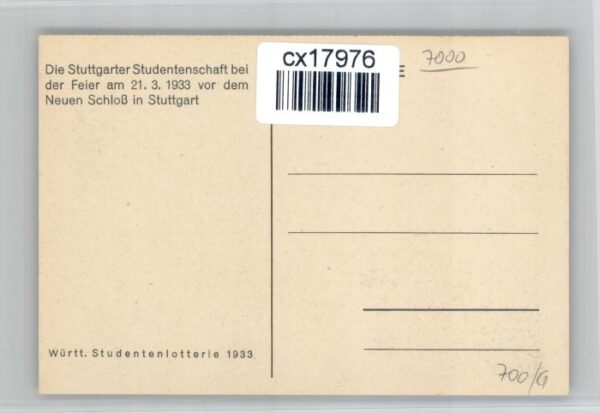 Die Stuttgarter Studentenschaft bei
der Feier am 21. 3. 1933 vor dem
Neuen Schloß in Stuttgart
cx17976
E
7000
Württ. Studentenlotterie 1933
700/G